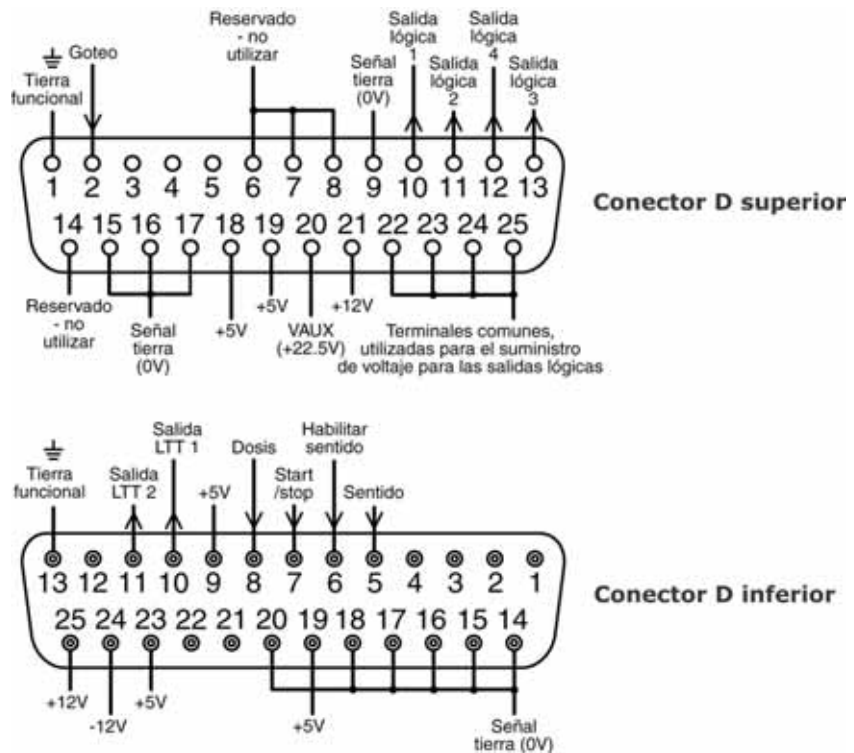 Reservado
- no
utilizar
Salida
lógica
1
Salida
lógica
4
Goteo
Señal
tierra
(0V)
Salida
lógica
2
Salida
lógica
3
Tierra
funcional
1 2 3 4 5 6 7 8 9 10 11 12 13
14 15 16 17 18 19 20 21 22 23 24 25
Conector D superior
Reservado
- no
utilizar
Señal
tierra
(0V)
+5V
+5V
VAUX
(+22.5V)
+12V
Terminales comunes,
utilizadas para el suministro
de voltaje para las salidas lógicas
Salida
LTT 1
Habilitar
sentido
Dosis
Tierra
funcional
Salida
LTT 2
+5V
Start
/stop
Sentido
13 12 11 10 9 8 7 6 5 4 3 2 1
25 24 23 22 21 20 19 18 17 16 15 14
Conector D inferior
+12V
-12V
+5V
+5V
Señal
tierra (0V)